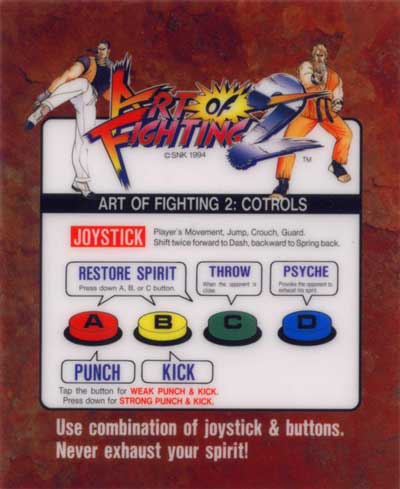 ART OF
FIGHTING 2
©SNK 1994
TM
ART OF FIGHTING 2: COTROLS
JOYSTICK
Player's Movement, Jump, Crouch, Guard.
Shift twice forward to Dash, backward to Spring back.
RESTORE SPIRIT
Press down A, B, or C button.
THROW
When the opponent is
close.
PSYCHE
Provoke the opponent to
exhaust his spirit.
A
B
C
D
PUNCH
KICK
Tap the button for WEAK PUNCH & KICK.
Press down for STRONG PUNCH & KICK.
Use combination of joystick & buttons.
Never exhaust your spirit!